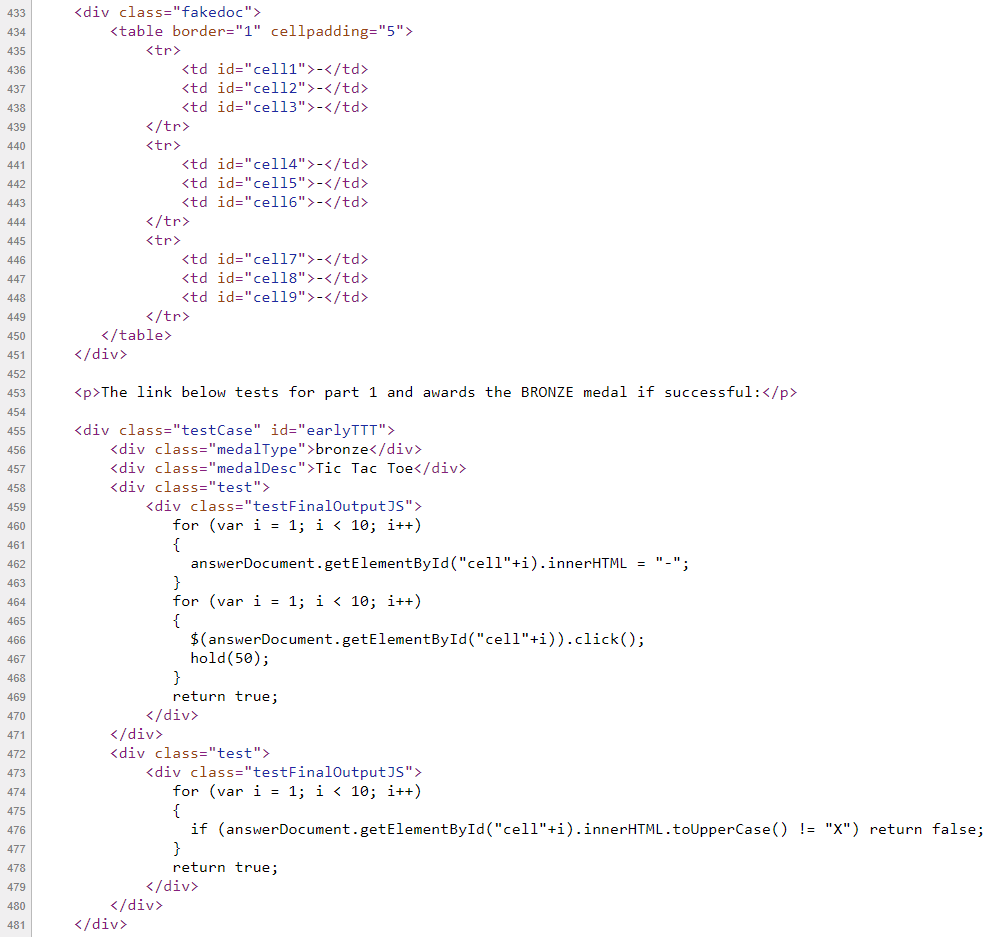 433 <div class="fakedoc">
434 <table border="1" cellpadding="5">
435 <tr>
436 <td id="cell1">-</td>
437 <td id="cell2">-</td>
438 <td id="cell3">-</td>
439 </tr>
440 <tr>
441 <td id="cell4">-</td>
442 <td id="cell5">-</td>
443 <td id="cell6">-</td>
444 </tr>
445 <tr>
446 <td id="cell7">-</td>
447 <td id="cell8">-</td>
448 <td id="cell9">-</td>
449 </tr>
450 </table>
451 </div>
452
453 <p>The link below tests for part 1 and awards the BRONZE medal if successful:</p>
454
455 <div class="testCase" id="earlyTTT">
456 <div class="medalType">bronze</div>
457 <div class="medalDesc">Tic Tac Toe</div>
458 <div class="test">
459 <div class="testFinalOutputJS">
460 for (var i = 1; i < 10; i++)
461 {
462 answerDocument.getElementById("cell"+i).innerHTML = "-";
463 }
464 for (var i = 1; i < 10; i++)
465 {
466 $(answerDocument.getElementById("cell"+i)).click();
467 hold(50);
468 }
469 return true;
470 </div>
471 </div>
472 <div class="test">
473 <div class="testFinalOutputJS">
474 for (var i = 1; i < 10; i++)
475 {
476 if (answerDocument.getElementById("cell"+i).innerHTML.toUpperCase() != "X") return false;
477 }
478 return true;
479 </div>
480 </div>
481 </div>